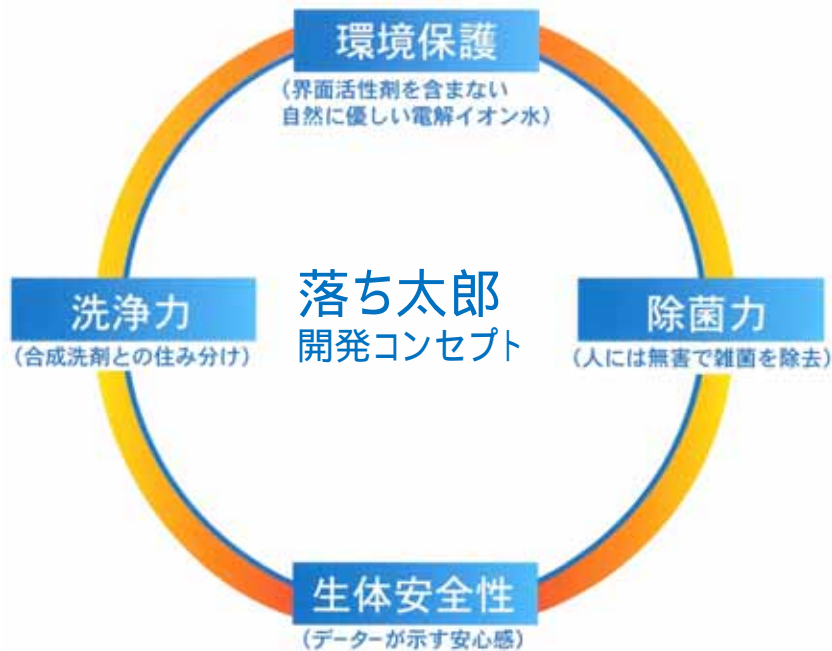 環境保護
(界面活性剤を含まない
自然に優しい電解イオン水)
落ち太郎
開発コンセプト
洗浄力
(合成洗剤との住み分け)
除菌力
(人には無害で雑菌を除去)
生体安全性
(データーが示す安心感)